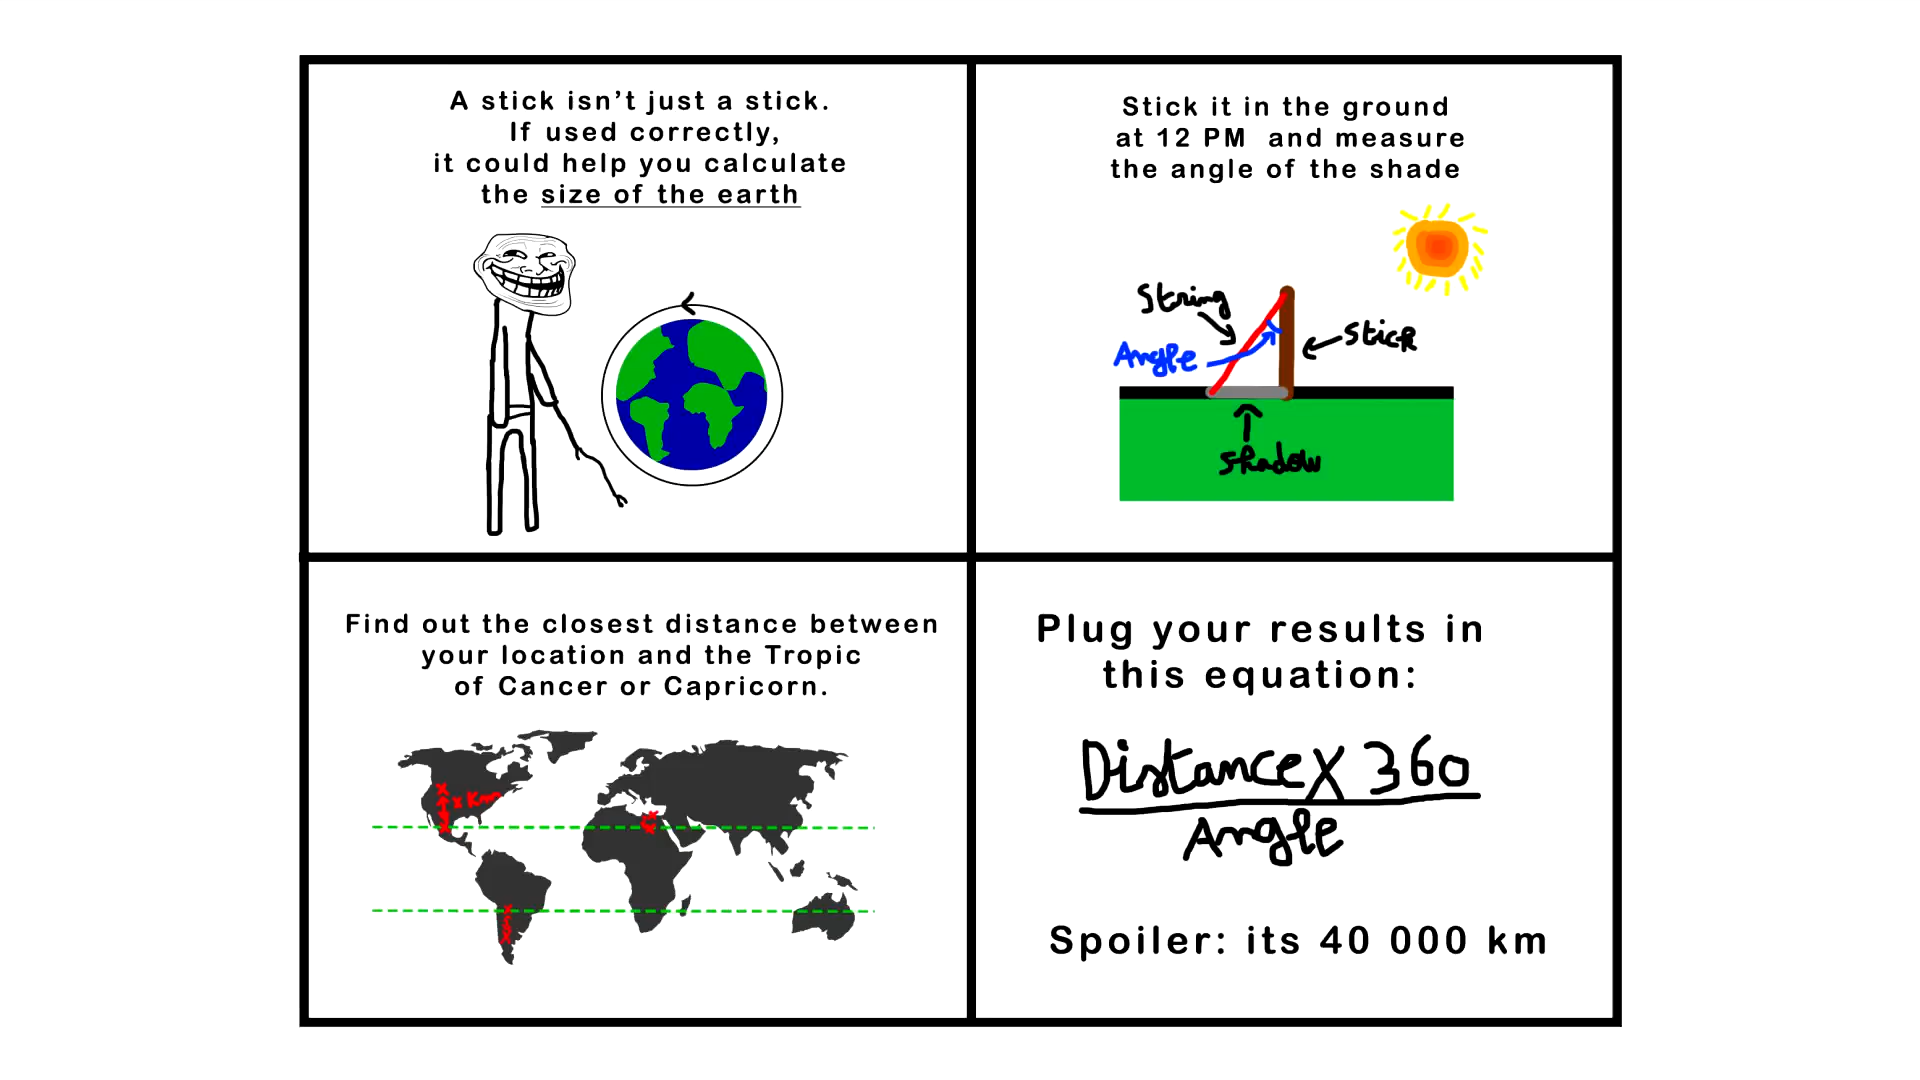 A stick isn't just a stick.
If used correctly,
it could help you calculate
the size of the earth
Stick it in the ground
at 12 PM and measure
the angle of the shade
String
Stick
Angle
Shadow
Find out the closest distance between
your location and the Tropic
of Cancer or Capricorn.
x Km
Plug your results in
this equation:
Distance X 360
Angle
Spoiler: its 40 000 km